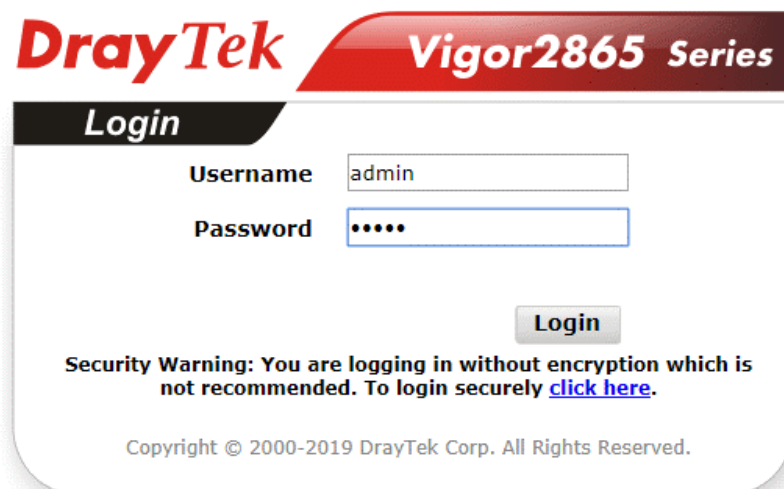 DrayTek Vigor2865 Series
Login
Username admin
Password •••••
Login
Security Warning: You are logging in without encryption which is
not recommended. To login securely click here.
Copyright © 2000-2019 DrayTek Corp. All Rights Reserved.